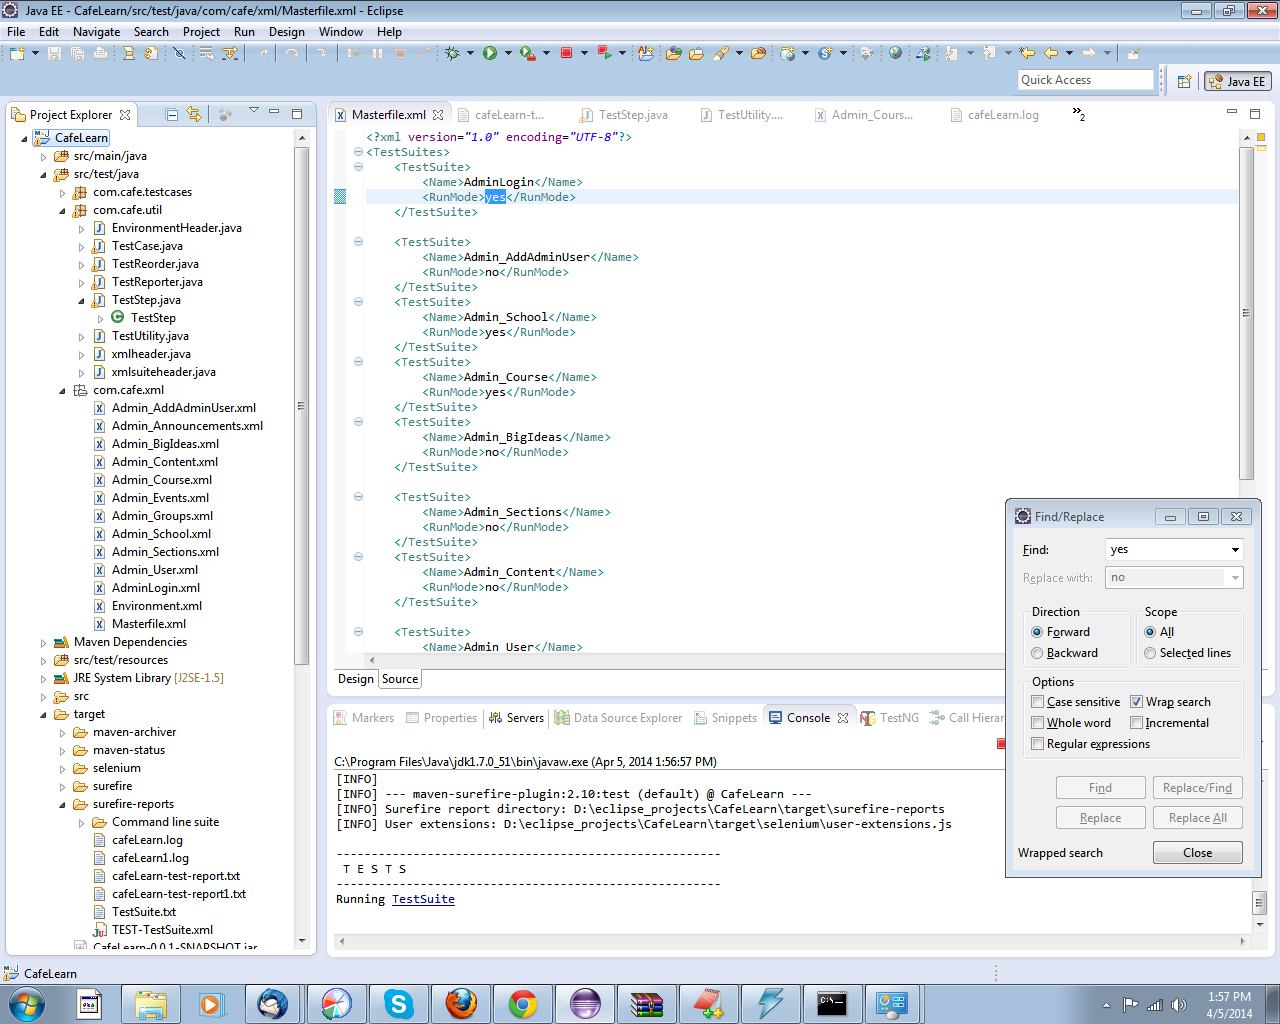 Java EE - CafeLearn/src/test/java/com/cafe/xml/Masterfile.xml - Eclipse
File Edit Navigate Search Project Run Design Window Help
Quick Access
Java EE
Project Explorer
CafeLearn
src/main/java
src/test/java
com.cafe.testcases
com.cafe.util
EnvironmentHeader.java
TestCase.java
TestReorder.java
TestReporter.java
TestStep.java
TestStep
TestUtility.java
xmlheader.java
xmlsuiteheader.java
com.cafe.xml
Admin_AddAdminUser.xml
Admin_Announcements.xml
Admin_BigIdeas.xml
Admin_Content.xml
Admin_Course.xml
Admin_Events.xml
Admin_Groups.xml
Admin_School.xml
Admin_Sections.xml
Admin_User.xml
AdminLogin.xml
Environment.xml
Masterfile.xml
Maven Dependencies
src/test/resources
JRE System Library [J2SE-1.5]
src
target
maven-archiver
maven-status
selenium
surefire
surefire-reports
Command line suite
cafeLearn.log
cafeLearn1.log
cafeLearn-test-report.txt
cafeLearn-test-report1.txt
TestSuite.txt
TEST-TestSuite.xml
CafeLearn-0.0.1-SNAPSHOT.jar
Masterfile.xml cafeLearn-t... TestStep.java TestUtility.... Admin_Cours... cafeLearn.log 2
<?xml version="1.0" encoding="UTF-8"?>
<TestSuites>
<TestSuite>
<Name>AdminLogin</Name>
<RunMode>yes</RunMode>
</TestSuite>
<TestSuite>
<Name>Admin_AddAdminUser</Name>
<RunMode>no</RunMode>
</TestSuite>
<TestSuite>
<Name>Admin_School</Name>
<RunMode>yes</RunMode>
</TestSuite>
<TestSuite>
<Name>Admin_Course</Name>
<RunMode>yes</RunMode>
</TestSuite>
<TestSuite>
<Name>Admin_BigIdeas</Name>
<RunMode>no</RunMode>
</TestSuite>
<TestSuite>
<Name>Admin_Sections</Name>
<RunMode>no</RunMode>
</TestSuite>
<TestSuite>
<Name>Admin_Content</Name>
<RunMode>no</RunMode>
</TestSuite>
<TestSuite>
<Name>Admin_User</Name>
Design Source
Find/Replace
Find: yes
Replace with: no
Direction
Forward
Backward
Scope
All
Selected lines
Options
Case sensitive Wrap search
Whole word Incremental
Regular expressions
Find Replace/Find
Replace Replace All
Wrapped search Close
Markers Properties Servers Data Source Explorer Snippets Console TestNG Call Hierar
C:\Program Files\Java\jdk1.7.0_51\bin\javaw.exe (Apr 5, 2014 1:56:57 PM)
[INFO]
[INFO] --- maven-surefire-plugin:2.10:test (default) @ CafeLearn ---
[INFO] Surefire report directory: D:\eclipse_projects\CafeLearn\target\surefire-reports
[INFO] User extensions: D:\eclipse_projects\CafeLearn\target\selenium\user-extensions.js
-------------------------------------------------------
T E S T S
-------------------------------------------------------
Running TestSuite
CafeLearn
1:57 PM
4/5/2014